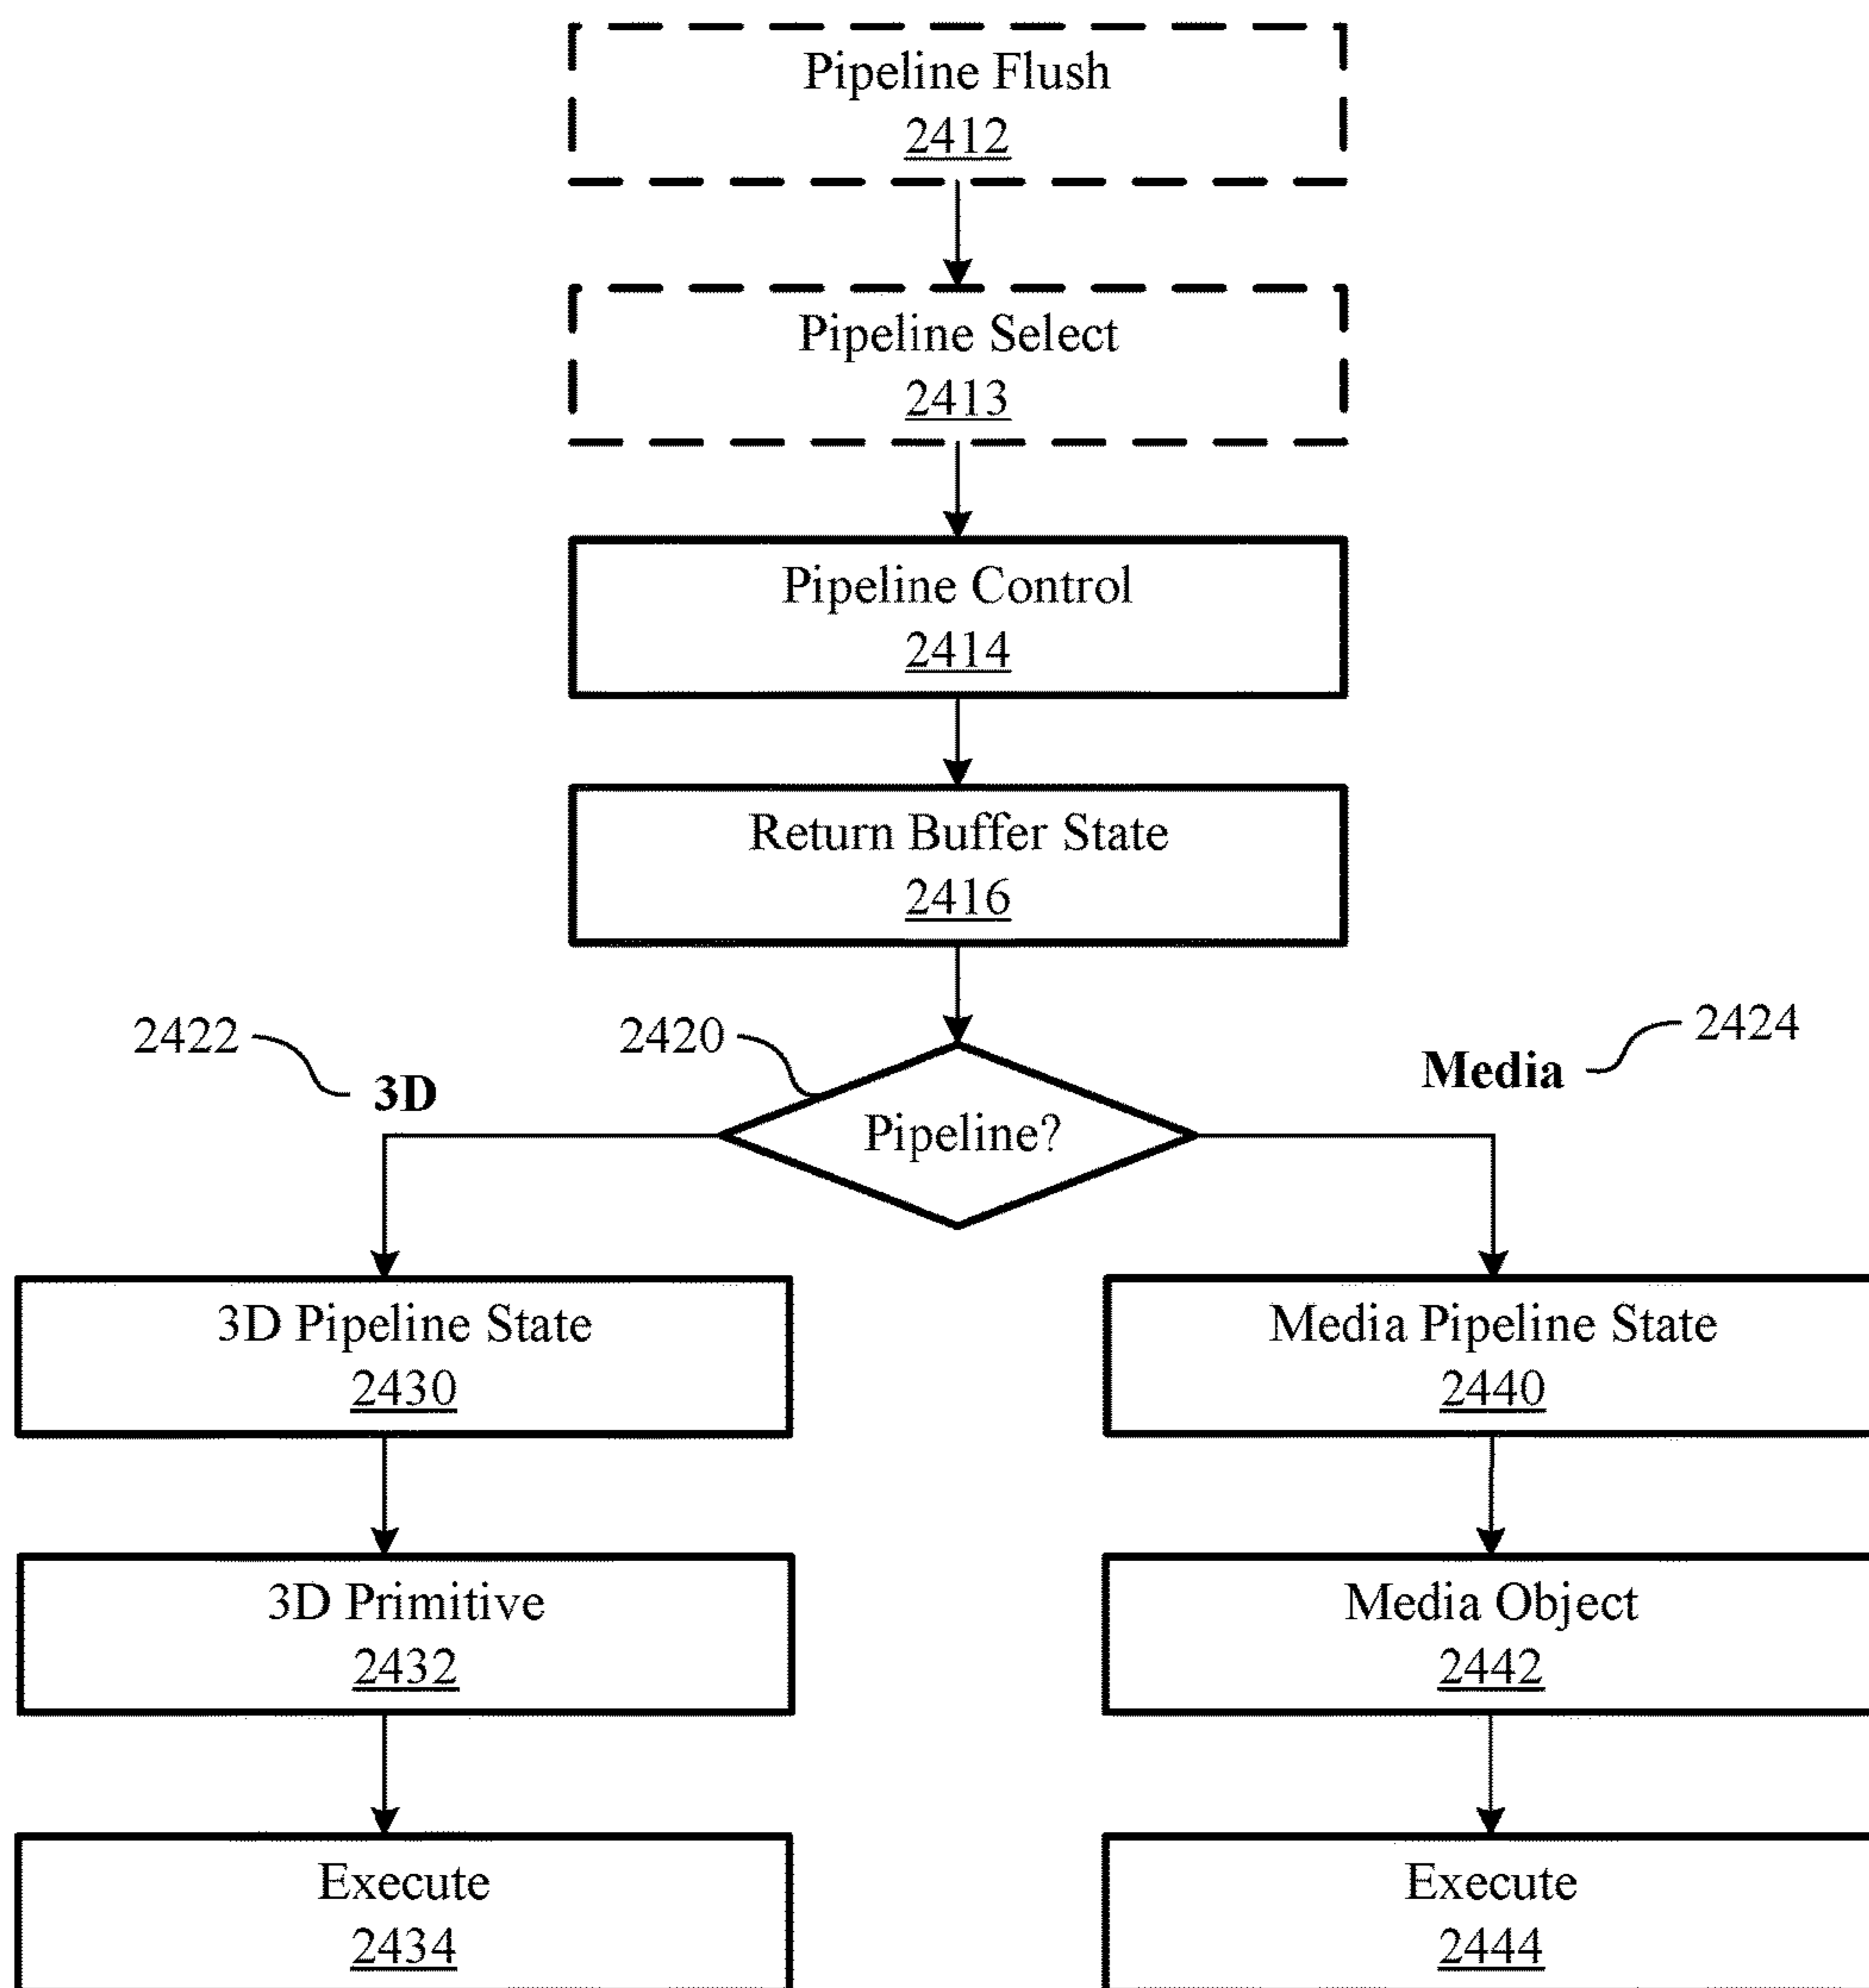 Pipeline Flush
2412
Pipeline Select
2413
Pipeline Control
2414
Return Buffer State
2416
2422
3D
2420
Pipeline?
Media
2424
3D Pipeline State
2430
3D Primitive
2432
Execute
2434
Media Pipeline State
2440
Media Object
2442
Execute
2444